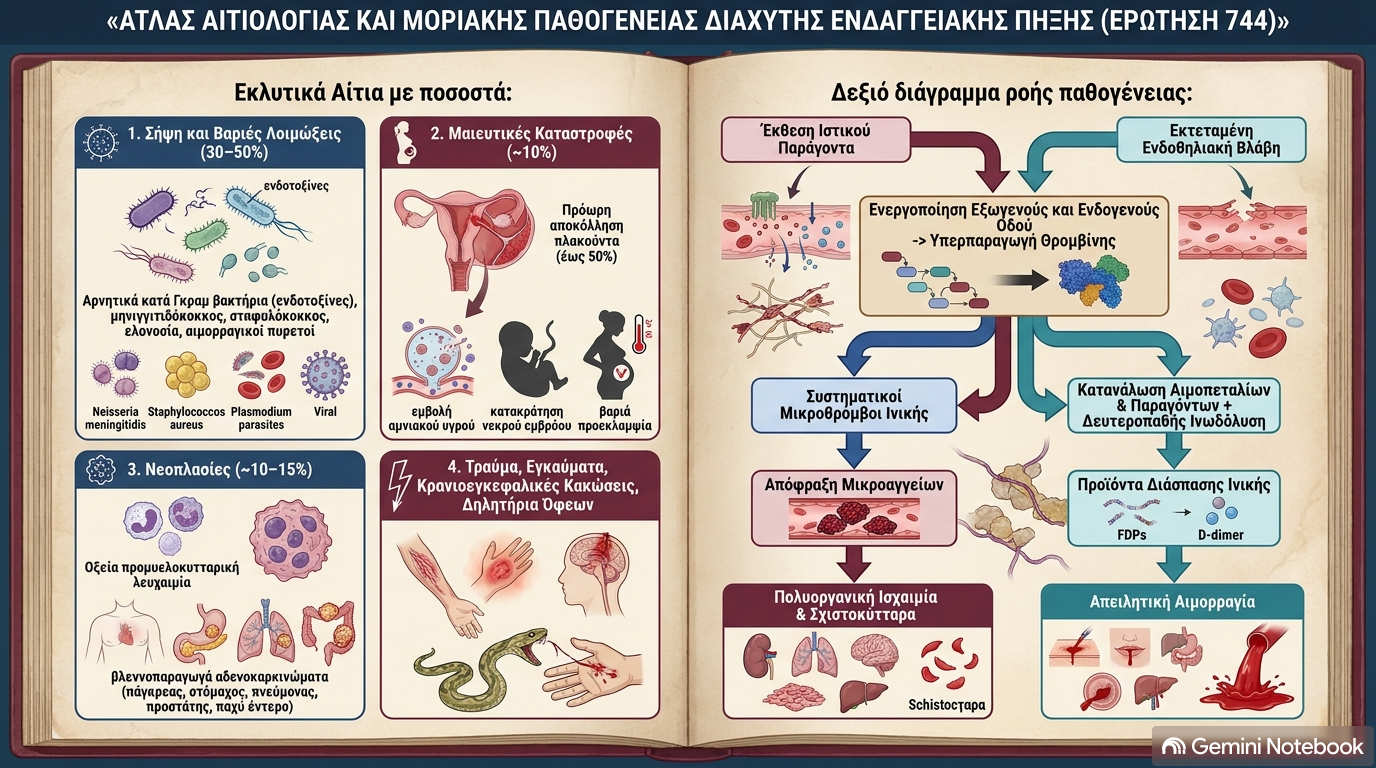 «ΑΤΛΑΣ ΑΙΤΙΟΛΟΓΙΑΣ ΚΑΙ ΜΟΡΙΑΚΗΣ ΠΑΘΟΓΕΝΕΙΑΣ ΔΙΑΧΥΤΗΣ ΕΝΔΑΓΓΕΙΑΚΗΣ ΠΗΞΗΣ (ΕΡΩΤΗΣΗ 744)»
Εκλυτικά Αίτια με ποσοστά:
1. Σήψη και Βαριές Λοιμώξεις
(30–50%)
ενδοτοξίνες
Αρνητικά κατά Γκραμ βακτήρια (ενδοτοξίνες),
μηνιγγιτιδόκοκκος, σταφυλόκοκκος,
ελονοσία, αιμορραγικοί πυρετοί
Neisseria
meningitidis
Staphylococcos
aureus
Plasmodium
parasites
Viral
2. Μαιευτικές Καταστροφές
(~10%)
Πρόωρη
αποκόλληση
πλακούντα
(έως 50%)
εμβολή
αμνιακού υγρού
κατακράτηση
νεκρού εμβρύου
βαριά
προεκλαμψία
3. Νεοπλασίες (~10–15%)
Οξεία προμυελοκυτταρική
λευχαιμία
βλεννοπαραγωγά αδενοκαρκινώματα
(πάγκρεας, στόμαχος, πνεύμονας,
προστάτης, παχύ έντερο)
4. Τραύμα, Εγκαύματα,
Κρανιοεγκεφαλικές Κακώσεις,
Δηλητήρια Όφεων
Δεξιό διάγραμμα ροής παθογένειας:
Έκθεση Ιστικού
Παράγοντα
Εκτεταμένη
Ενδοθηλιακή Βλάβη
Ενεργοποίηση Εξωγενούς και Ενδογενούς
Οδού
-> Υπερπαραγωγή Θρομβίνης
Συστηματικοί
Μικροθρόμβοι Ινικής
Κατανάλωση Αιμοπεταλίων
& Παραγόντων +
Δευτεροπαθής Ινωδόλυση
Απόφραξη Μικροαγγείων
Προϊόντα Διάσπασης Ινικής
FDPs
D-dimer
Πολυοργανική Ισχαιμία
& Σχιστοκύτταρα
Schistocταρα
Απειλητική Αιμορραγία
Gemini Notebook